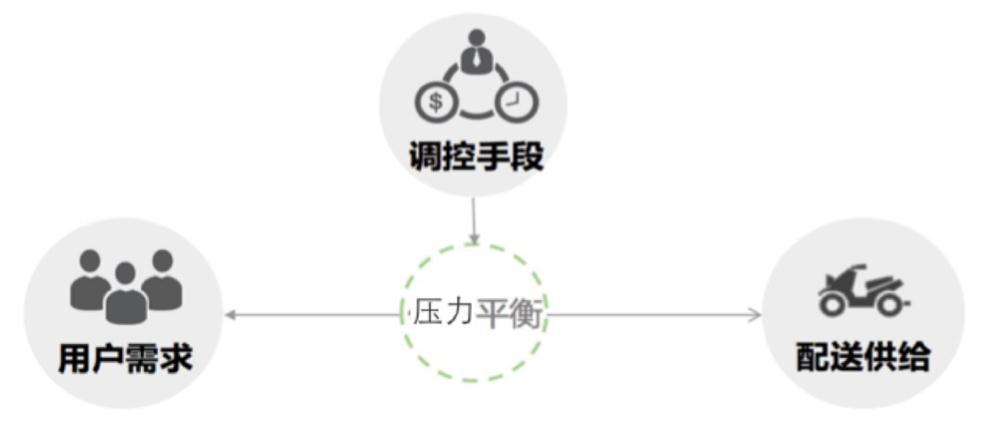 $
调控手段
压力平衡
用户需求
配送供给